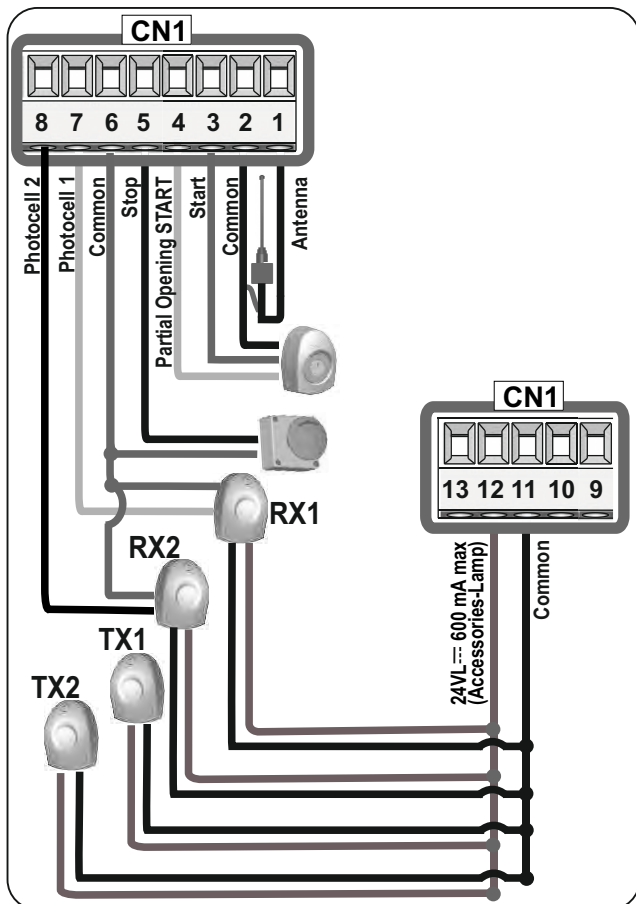 CN1
8 7 6 5 4 3 2 1
Photocell 2
Photocell 1
Common
Stop
Partial Opening START
Start
Common
Antenna
CN1
13 12 11 10 9
RX1
RX2
TX1
TX2
24V⎓ 600 mA max
(Accessories-Lamp)
Common